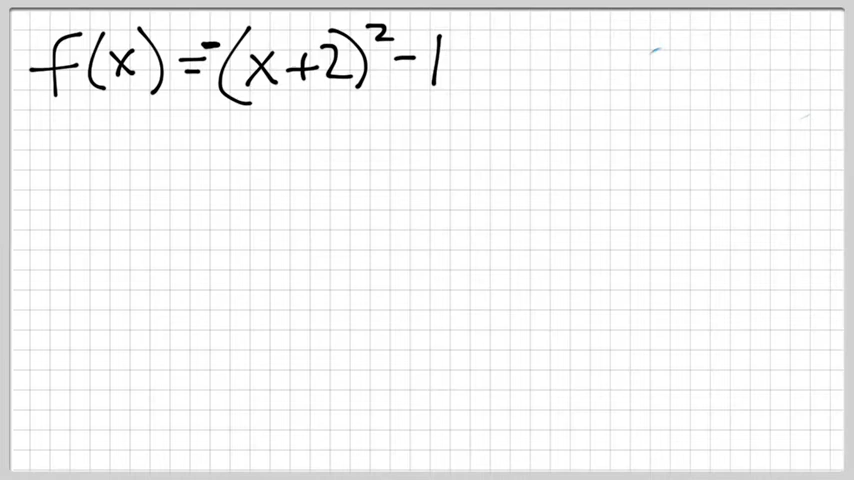 f(x) = -(x+2)² - 1